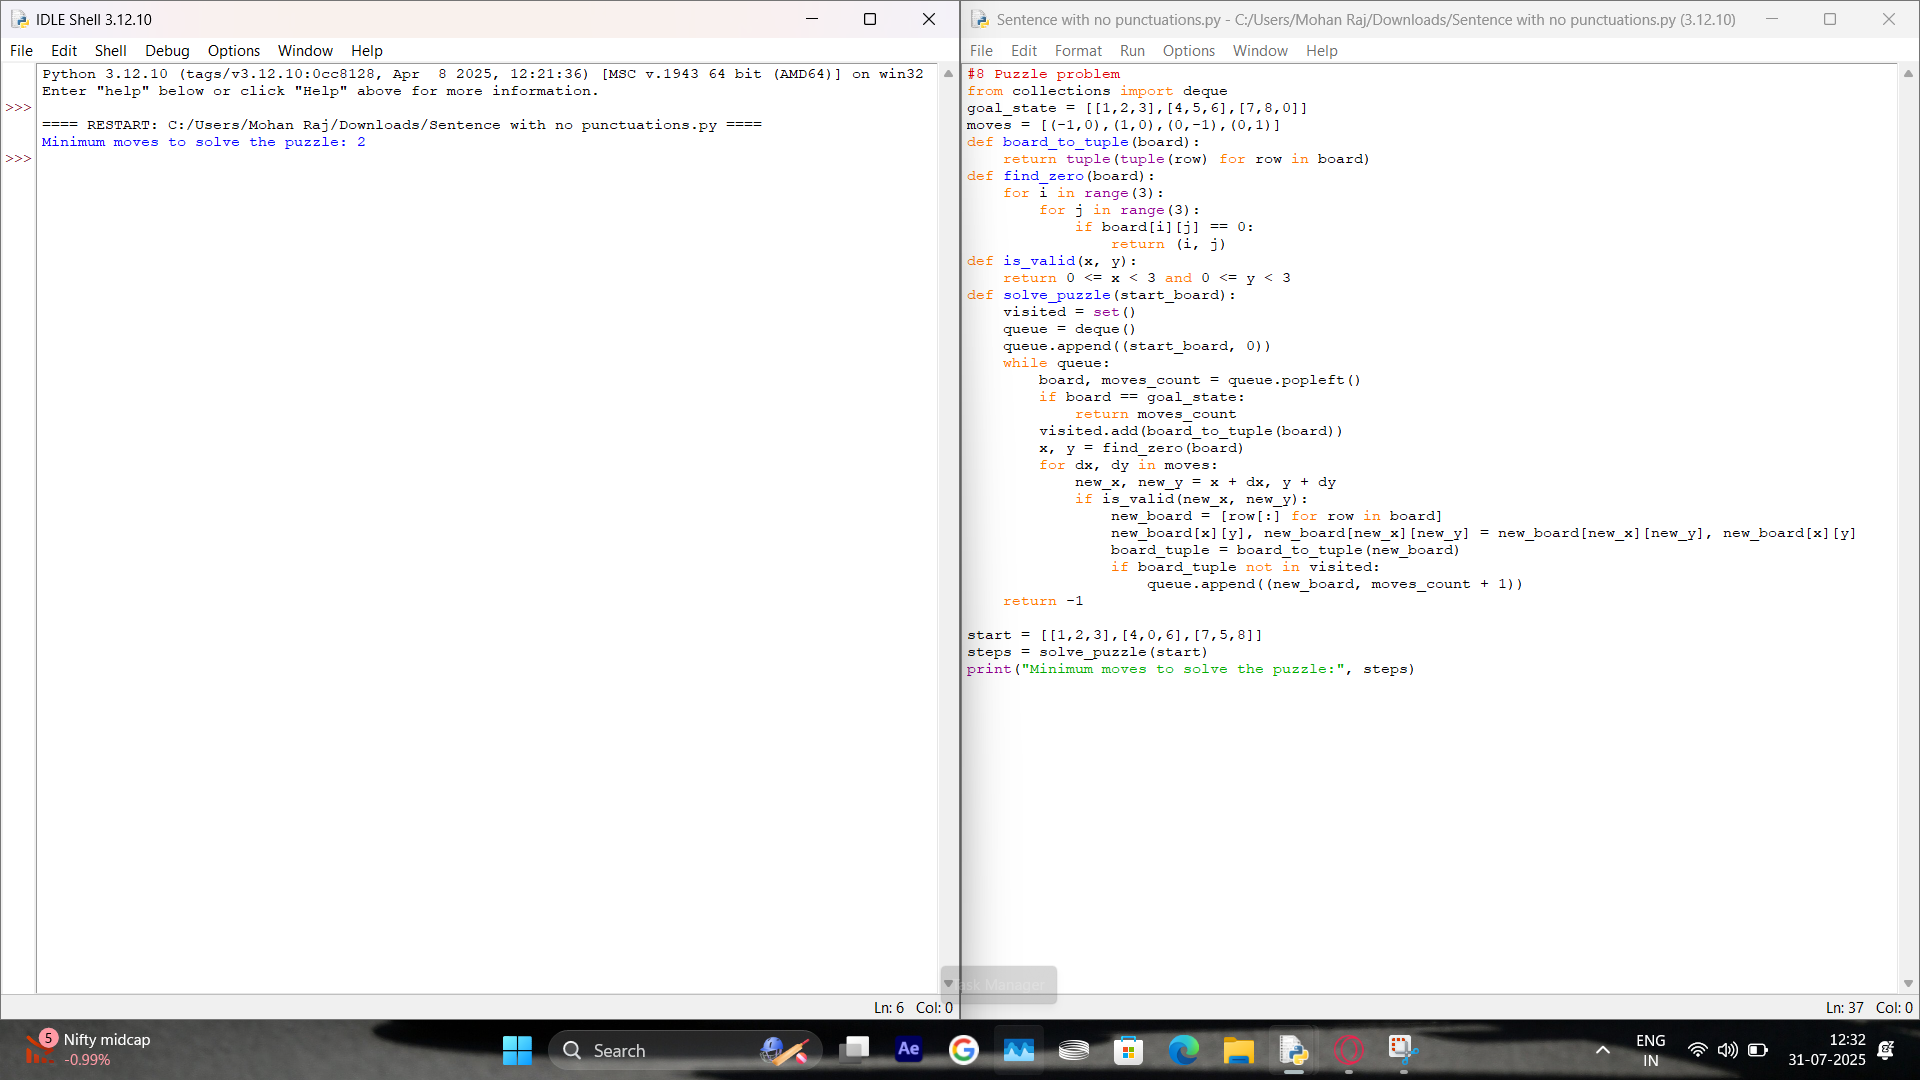 IDLE Shell 3.12.10
File Edit Shell Debug Options Window Help
Python 3.12.10 (tags/v3.12.10:0cc8128, Apr  8 2025, 12:21:36) [MSC v.1943 64 bit (AMD64)] on win32
Enter "help" below or click "Help" above for more information.
>>>
==== RESTART: C:/Users/Mohan Raj/Downloads/Sentence with no punctuations.py ====
Minimum moves to solve the puzzle: 2
>>>
Ln: 6 Col: 0
Sentence with no punctuations.py - C:/Users/Mohan Raj/Downloads/Sentence with no punctuations.py (3.12.10)
File Edit Format Run Options Window Help
#8 Puzzle problem
from collections import deque
goal_state = [[1,2,3],[4,5,6],[7,8,0]]
moves = [(-1,0),(1,0),(0,-1),(0,1)]
def board_to_tuple(board):
    return tuple(tuple(row) for row in board)
def find_zero(board):
    for i in range(3):
        for j in range(3):
            if board[i][j] == 0:
                return (i, j)
def is_valid(x, y):
    return 0 <= x < 3 and 0 <= y < 3
def solve_puzzle(start_board):
    visited = set()
    queue = deque()
    queue.append((start_board, 0))
    while queue:
        board, moves_count = queue.popleft()
        if board == goal_state:
            return moves_count
        visited.add(board_to_tuple(board))
        x, y = find_zero(board)
        for dx, dy in moves:
            new_x, new_y = x + dx, y + dy
            if is_valid(new_x, new_y):
                new_board = [row[:] for row in board]
                new_board[x][y], new_board[new_x][new_y] = new_board[new_x][new_y], new_board[x][y]
                board_tuple = board_to_tuple(new_board)
                if board_tuple not in visited:
                    queue.append((new_board, moves_count + 1))
    return -1
start = [[1,2,3],[4,0,6],[7,5,8]]
steps = solve_puzzle(start)
print("Minimum moves to solve the puzzle:", steps)
Task Manager
Ln: 37 Col: 0
5
Nifty midcap
-0.99%
Search
Ae
ENG
IN
12:32
31-07-2025